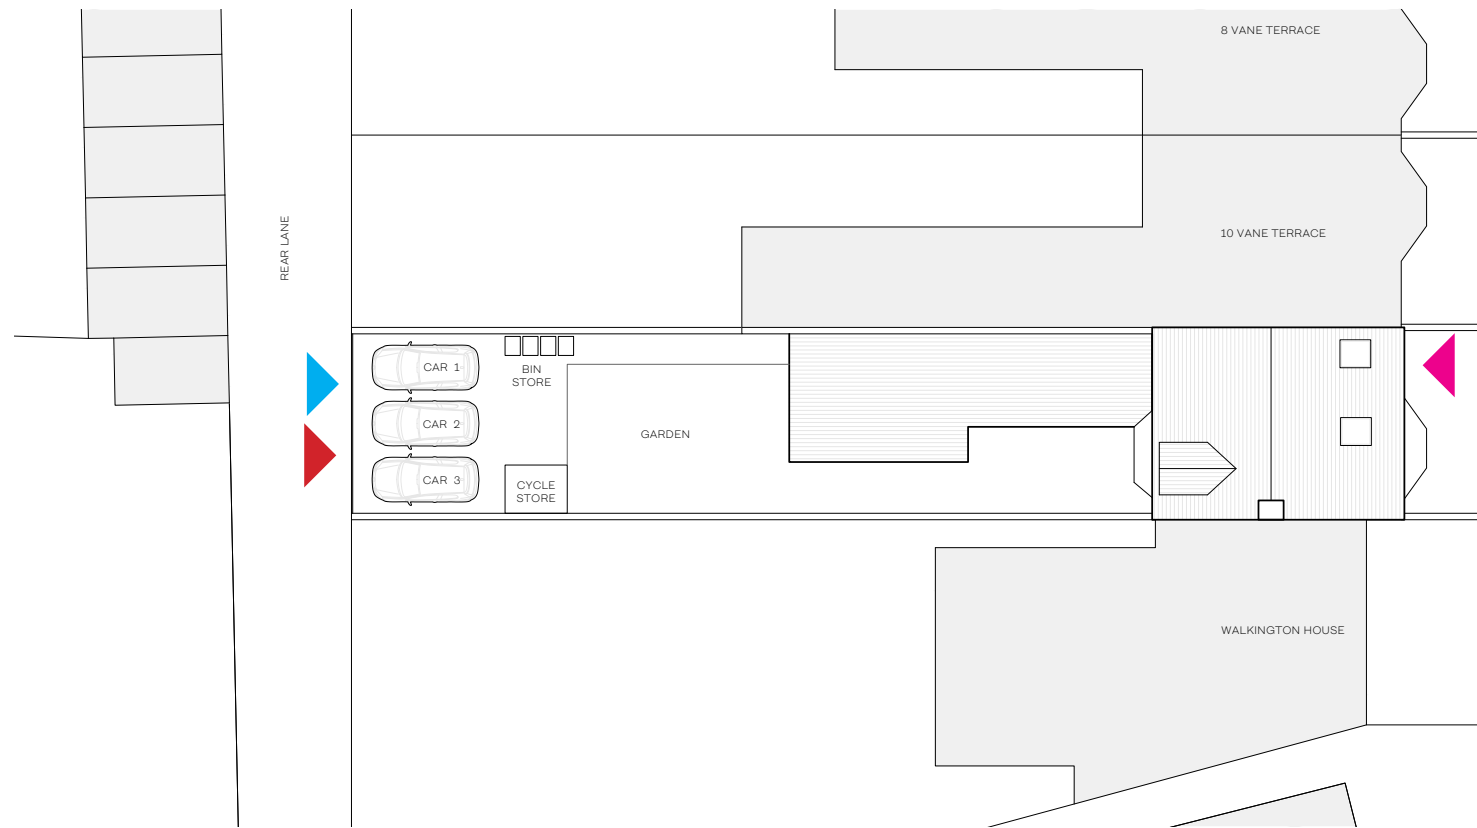 8 VANE TERRACE
REAR LANE
10 VANE TERRACE
CAR 1
BIN
STORE
CAR 2
GARDEN
CAR 3
CYCLE
STORE
WALKINGTON HOUSE